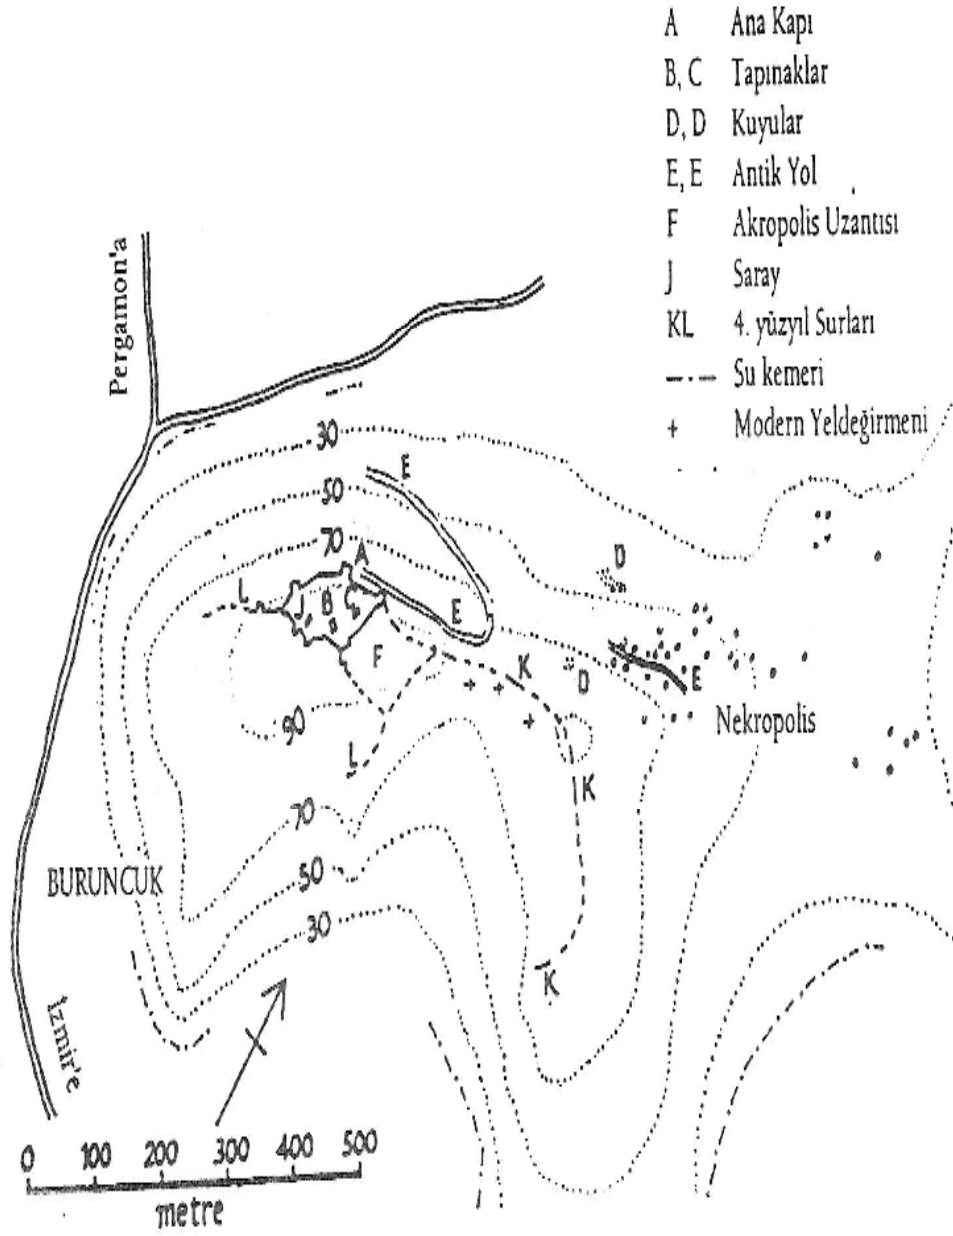 A Ana Kapı
B, C Tapınaklar
D, D Kuyular
E, E Antik Yol
F Akropolis Uzantısı
J Saray
KL 4. yüzyıl Surları
Su kemeri
+ Modern Yeldeğirmeni
Pergamon'a
30
E
50
70
A
D
L
J
B
E
F
K
D
E
Nekropolis
90
L
K
70
BURUNCUK
50
30
K
İzmir'e
0 100 200 300 400 500
metre